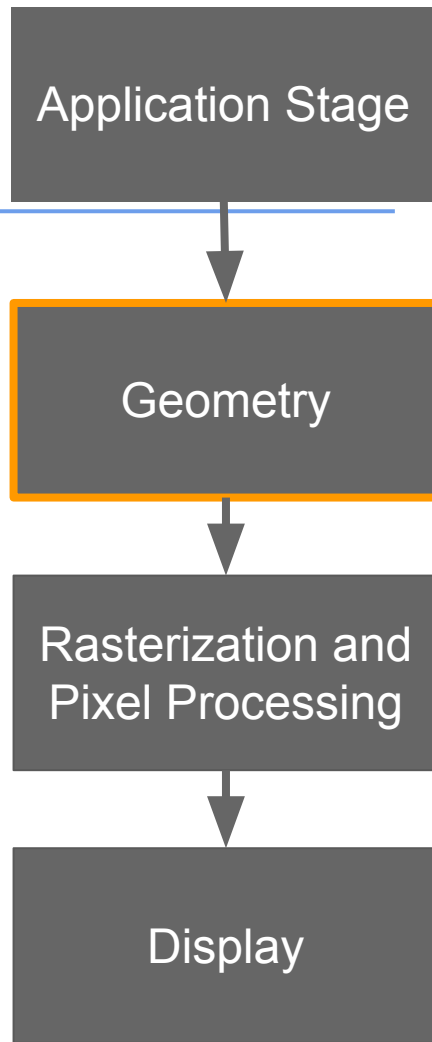 Application Stage
Geometry
Rasterization and
Pixel Processing
Display